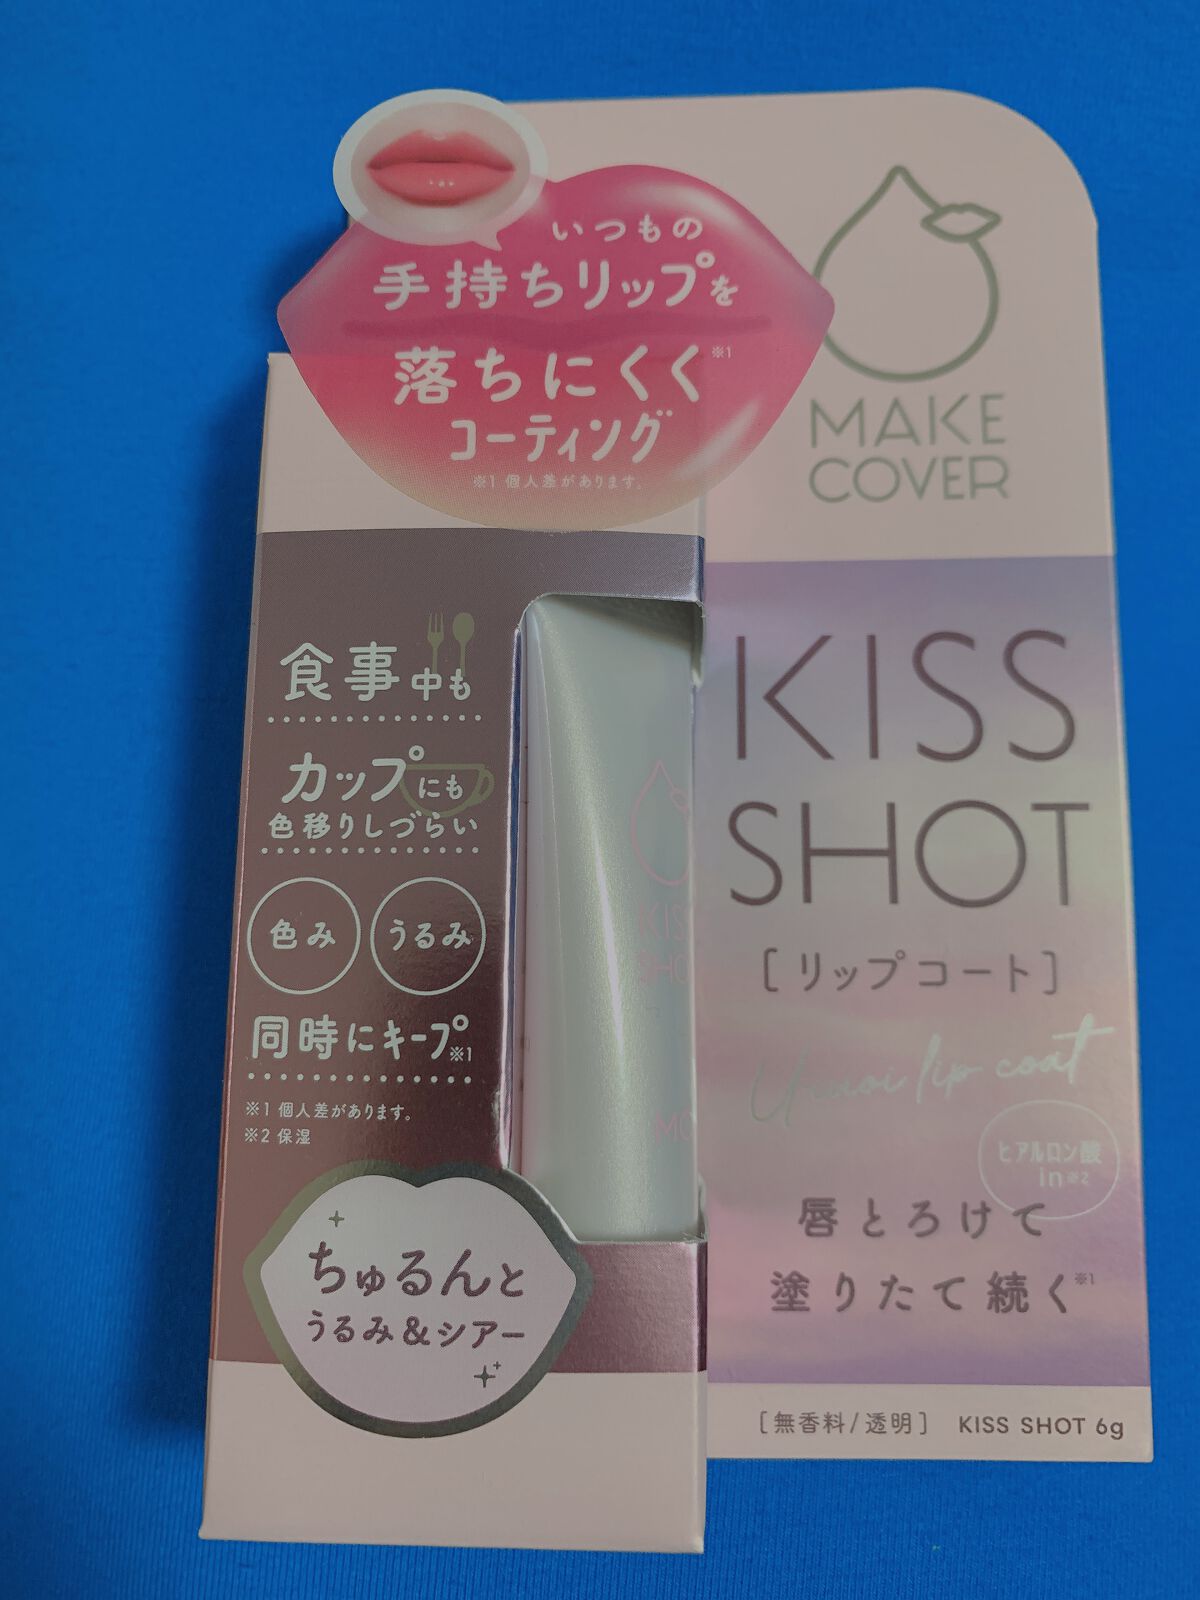 いつもの
手持ちリップを
落ちにくく※1
コーティング
※1 個人差があります。
MAKE
COVER
食事中も
カップにも
色移りしづらい
色み うるみ
同時にキープ※1
※1 個人差があります。
※2 保湿
ちゅるんと
うるみ&シアー
KIS
SHO
MO
KISS
SHOT
[リップコート]
Uruoi lip coat
ヒアルロン酸
in※2
唇とろけて
塗りたて続く※1
[無香料/透明] KISS SHOT 6g